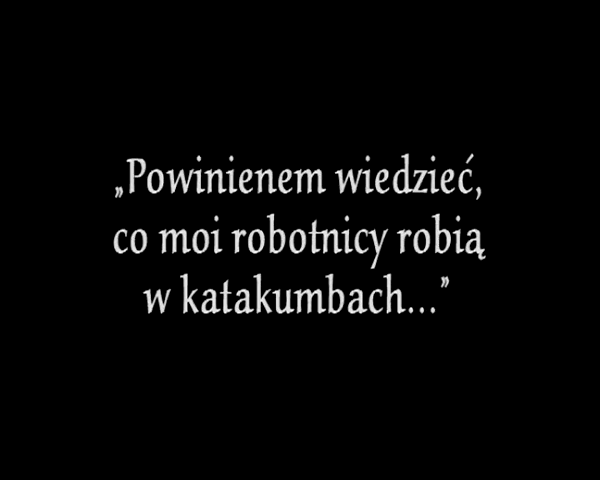 „Powinienem wiedzieć,
co moi robotnicy robią
w katakumbach...”